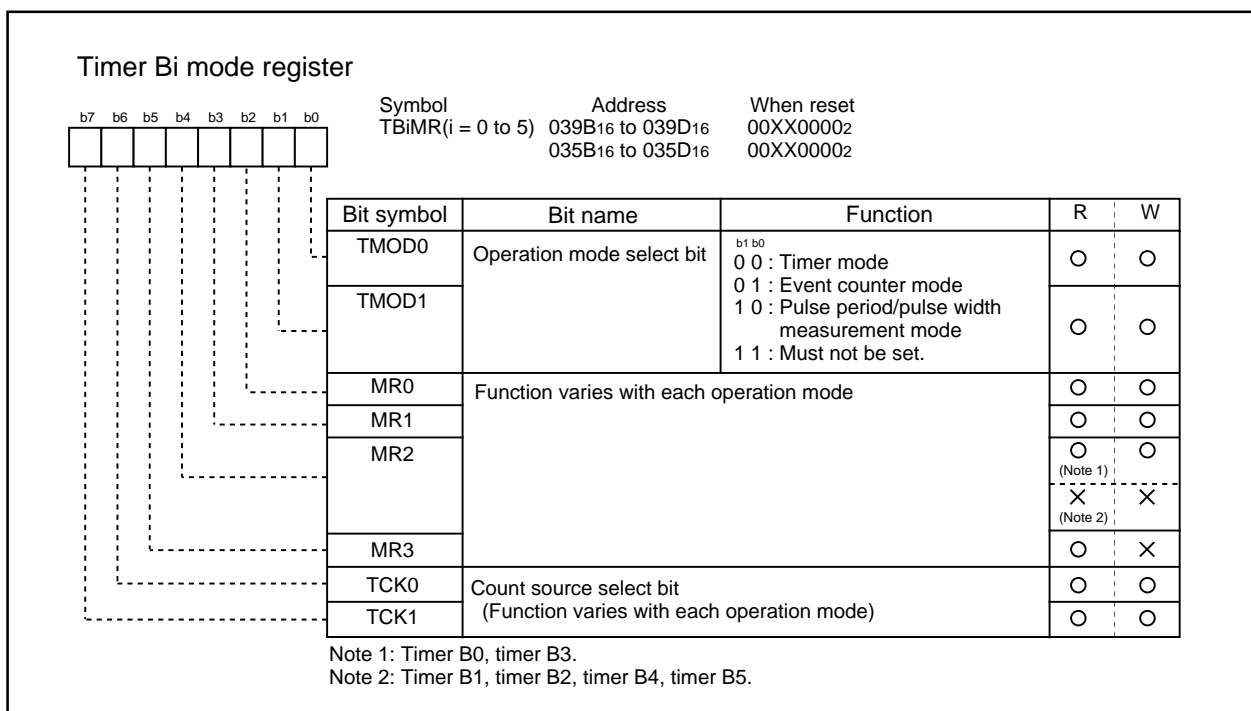 Timer Bi mode register
Symbol Address When reset
TBiMR(i = 0 to 5) 039B16 to 039D16 00XX00002
035B16 to 035D16 00XX00002
b7 b6 b5 b4 b3 b2 b1 b0
Bit symbol Bit name Function R W
TMOD0 Operation mode select bit b1 b0
0 0 : Timer mode
0 1 : Event counter mode
TMOD1 1 0 : Pulse period/pulse width
measurement mode
1 1 : Must not be set.
MR0 Function varies with each operation mode
MR1
MR2
(Note 1)
(Note 2)
MR3
TCK0 Count source select bit
TCK1 (Function varies with each operation mode)
Note 1: Timer B0, timer B3.
Note 2: Timer B1, timer B2, timer B4, timer B5.